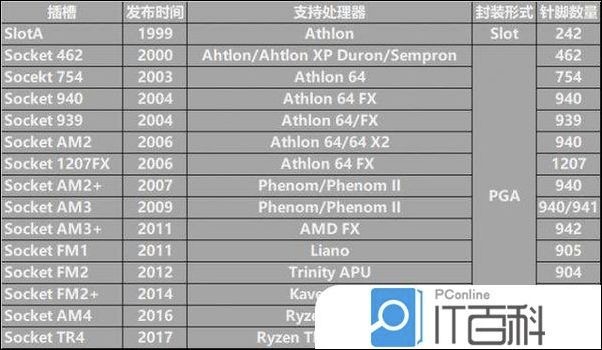 插槽 发布时间 支持处理器 封装形式 针脚数量
SlotA 1999 Athlon Slot 242
Socket 462 2000 Ahtlon/Ahtlon XP Duron/Sempron 462
Socekt 754 2003 Athlon 64 754
Socket 940 2004 Athlon 64 FX 940
Socket 939 2004 Athlon 64/FX 939
Socket AM2 2006 Athlon 64/64 X2 940
Socket 1207FX 2006 Athlon 64 FX 1207
Socket AM2+ 2007 Phenom/Phenom II PGA 940
Socket AM3 2009 Phenom/Phenom II 940/941
Socket AM3+ 2011 AMD FX 942
Socket FM1 2011 Liano 905
Socket FM2 2012 Trinity APU 904
Socket FM2+ 2014 Kave
Socket AM4 2016 Ryze
Socket TR4 2017 Ryzen T
PConline
IT百科